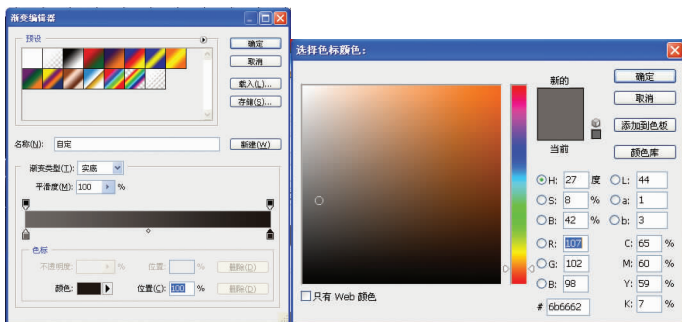 渐变编辑器
预设
确定
取消
载入(L)...
存储(S)...
名称(N): 自定
新建(W)
渐变类型(T): 实底
平滑度(M): 100 %
色标
不透明度: % 位置: % 删除(D)
颜色: 位置(C): 100 % 删除(D)
选择色标颜色:
新的
当前
确定
取消
添加到色板
颜色库
H: 27 度 L: 44
S: 8 % a: 1
B: 42 % b: 3
R: 107 C: 65 %
G: 102 M: 60 %
B: 98 Y: 59 %
# 6b6662 K: 7 %
只有 Web 颜色